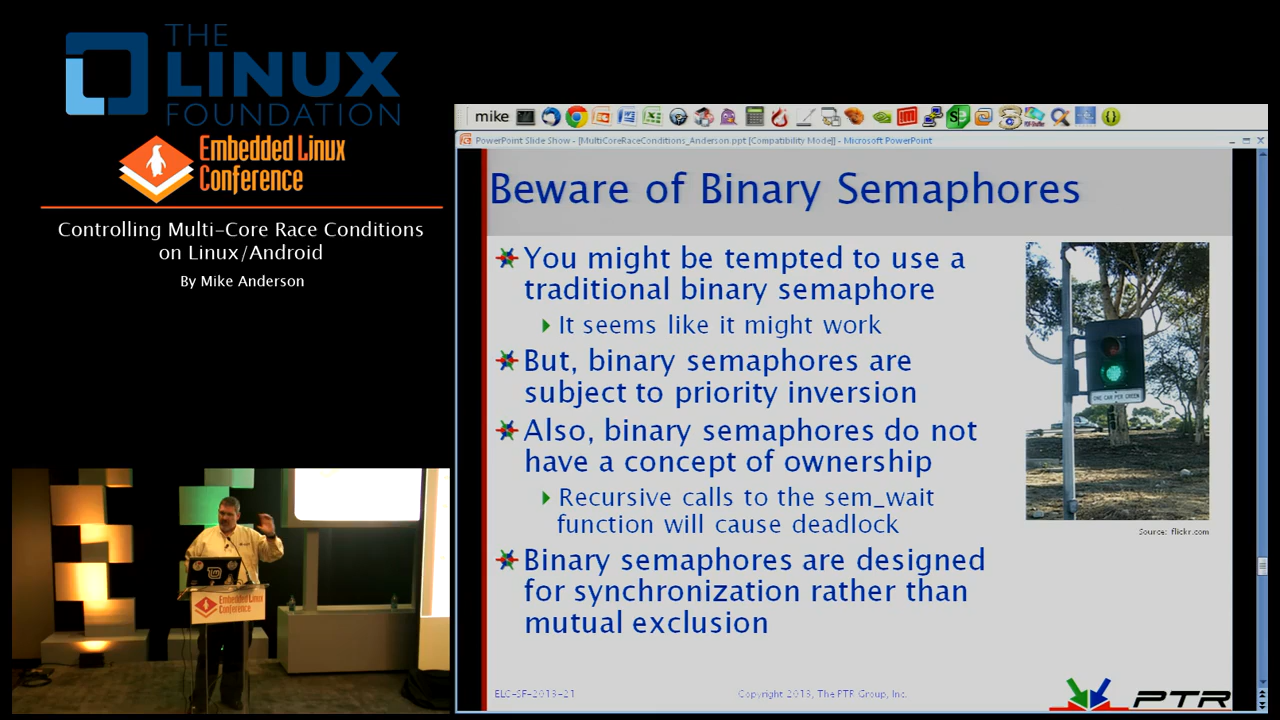 THE
LINUX
FOUNDATION
Embedded Linux
Conference
Controlling Multi-Core Race Conditions
on Linux/Android
By Mike Anderson
mike
PowerPoint Slide Show - [MultiCoreRaceConditions_Anderson.ppt [Compatibility Mode]] - Microsoft PowerPoint
Beware of Binary Semaphores
You might be tempted to use a
traditional binary semaphore
It seems like it might work
But, binary semaphores are
subject to priority inversion
Also, binary semaphores do not
have a concept of ownership
Recursive calls to the sem_wait
function will cause deadlock
Binary semaphores are designed
for synchronization rather than
mutual exclusion
ONE CAR PER GREEN
Source: flickr.com
ELC-SF-2013-21
Copyright 2013, The PTR Group, Inc.
PTR
Embedded Linux
Conference